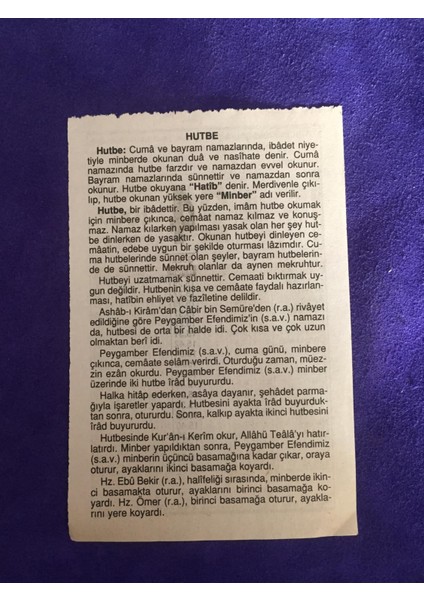 HUTBE
Hutbe: Cumâ ve bayram namazlarında, ibâdet niye-
tiyle minberde okunan duâ ve nasîhate denir. Cumâ
namazında hutbe farzdır ve namazdan evvel okunur.
Bayram namazlarında sünnettir ve namazdan sonra
okunur. Hutbe okuyana "Hatîb" denir. Merdivenle çıkı-
lıp, hutbe okunan yüksek yere "Minber" adı verilir.
Hutbe, bir ibâdettir. Bu yüzden, imâm hutbe okumak
için minbere çıkınca, cemâat namaz kılmaz ve konuş-
maz. Namaz kılarken yapılması yasak olan her şey hut-
be dinlerken de yasaktır. Okunan hutbeyi dinleyen ce-
mâatin, edebe uygun bir şekilde oturması lâzımdır. Cu-
ma hutbelerinde sünnet olan şeyler, bayram hutbelerin-
de de sünnettir. Mekruh olanlar da aynen mekruhtur.
Hutbeyi uzatmamak sünnettir. Cemaati bıktırmak uy-
gun değildir. Hutbenin kısa ve cemâate faydalı hazırlan-
ması, hatîbin ehliyet ve fazîletine delildir.
Ashâb-ı Kirâm'dan Câbir bin Semüre'den (r.a.) rivâyet
edildiğine göre Peygamber Efendimiz'in (s.a.v.) namazı
da, hutbesi de orta bir halde idi. Çok kısa ve çok uzun
olmaktan berî idi.
Peygamber Efendimiz (s.a.v.), cuma günü, minbere
çıkınca, cemâate selâm-verirdi. Oturduğu zaman, müez-
zin ezân okurdu. Peygamber Efendimiz (s.a.v.) minber
üzerinde iki hutbe îrâd buyururdu.
Halka hitâp ederken, asâya dayanır, şehâdet parma-
ğıyla işaretler yapardı. Hutbesini ayakta îrâd buyurduk-
tan sonra, otururdu. Sonra, kalkıp ayakta ikinci hutbesini
îrâd buyururdu.
Hutbesinde Kur'ân-ı Kerîm okur, Allâhü Teâlâ'yı hatır-
latırdı. Minber yapıldıktan sonra, Peygamber Efendimiz
(s.a.v.) minberin üçüncü basamağına kadar çıkar, oraya
oturur, ayaklarını ikinci basamağa koyardı.
Hz. Ebû Bekir (r.a.), halîfeliği sırasında, minberde ikin-
ci basamakta oturur, ayaklarını birinci basamağa ko-
yardı. Hz. Ömer (r.a.), birinci basamağa oturur, ayakla-
rını yere koyardı.